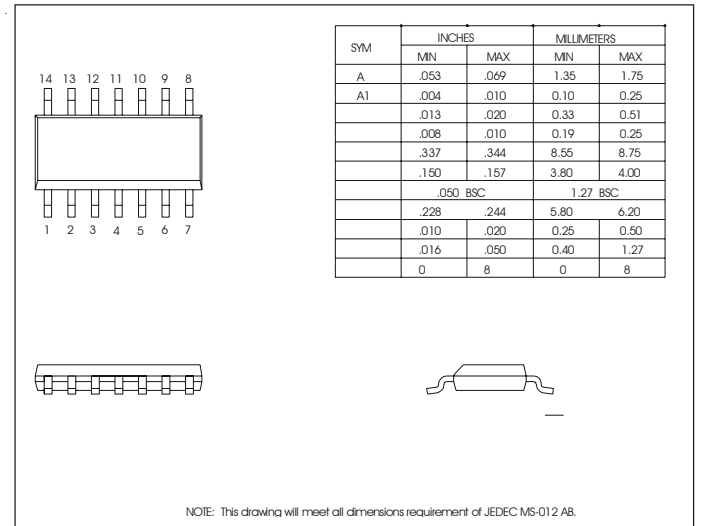 14 13 12 11 10 9 8
1 2 3 4 5 6 7
SYM INCHES MILLIMETERS
MIN MAX MIN MAX
A .053 .069 1.35 1.75
A1 .004 .010 0.10 0.25
.013 .020 0.33 0.51
.008 .010 0.19 0.25
.337 .344 8.55 8.75
.150 .157 3.80 4.00
.050 BSC 1.27 BSC
.228 .244 5.80 6.20
.010 .020 0.25 0.50
.016 .050 0.40 1.27
0 8 0 8
NOTE: This drawing will meet all dimensions requirement of JEDEC MS-012 AB.